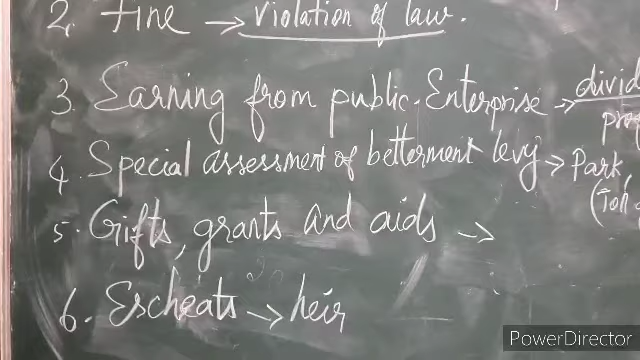 2. Fine → violation of law.
3. Earning from public. Enterprise → divid
4. Special assessment of betterment levy → Park,
5. Gifts, grants and aids →
6. Escheats → heir
PowerDirector